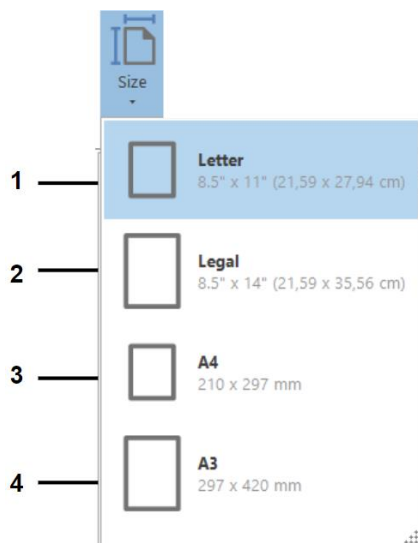 Size
1
Letter
8.5" x 11" (21,59 x 27,94 cm)
2
Legal
8.5" x 14" (21,59 x 35,56 cm)
3
A4
210 x 297 mm
4
A3
297 x 420 mm